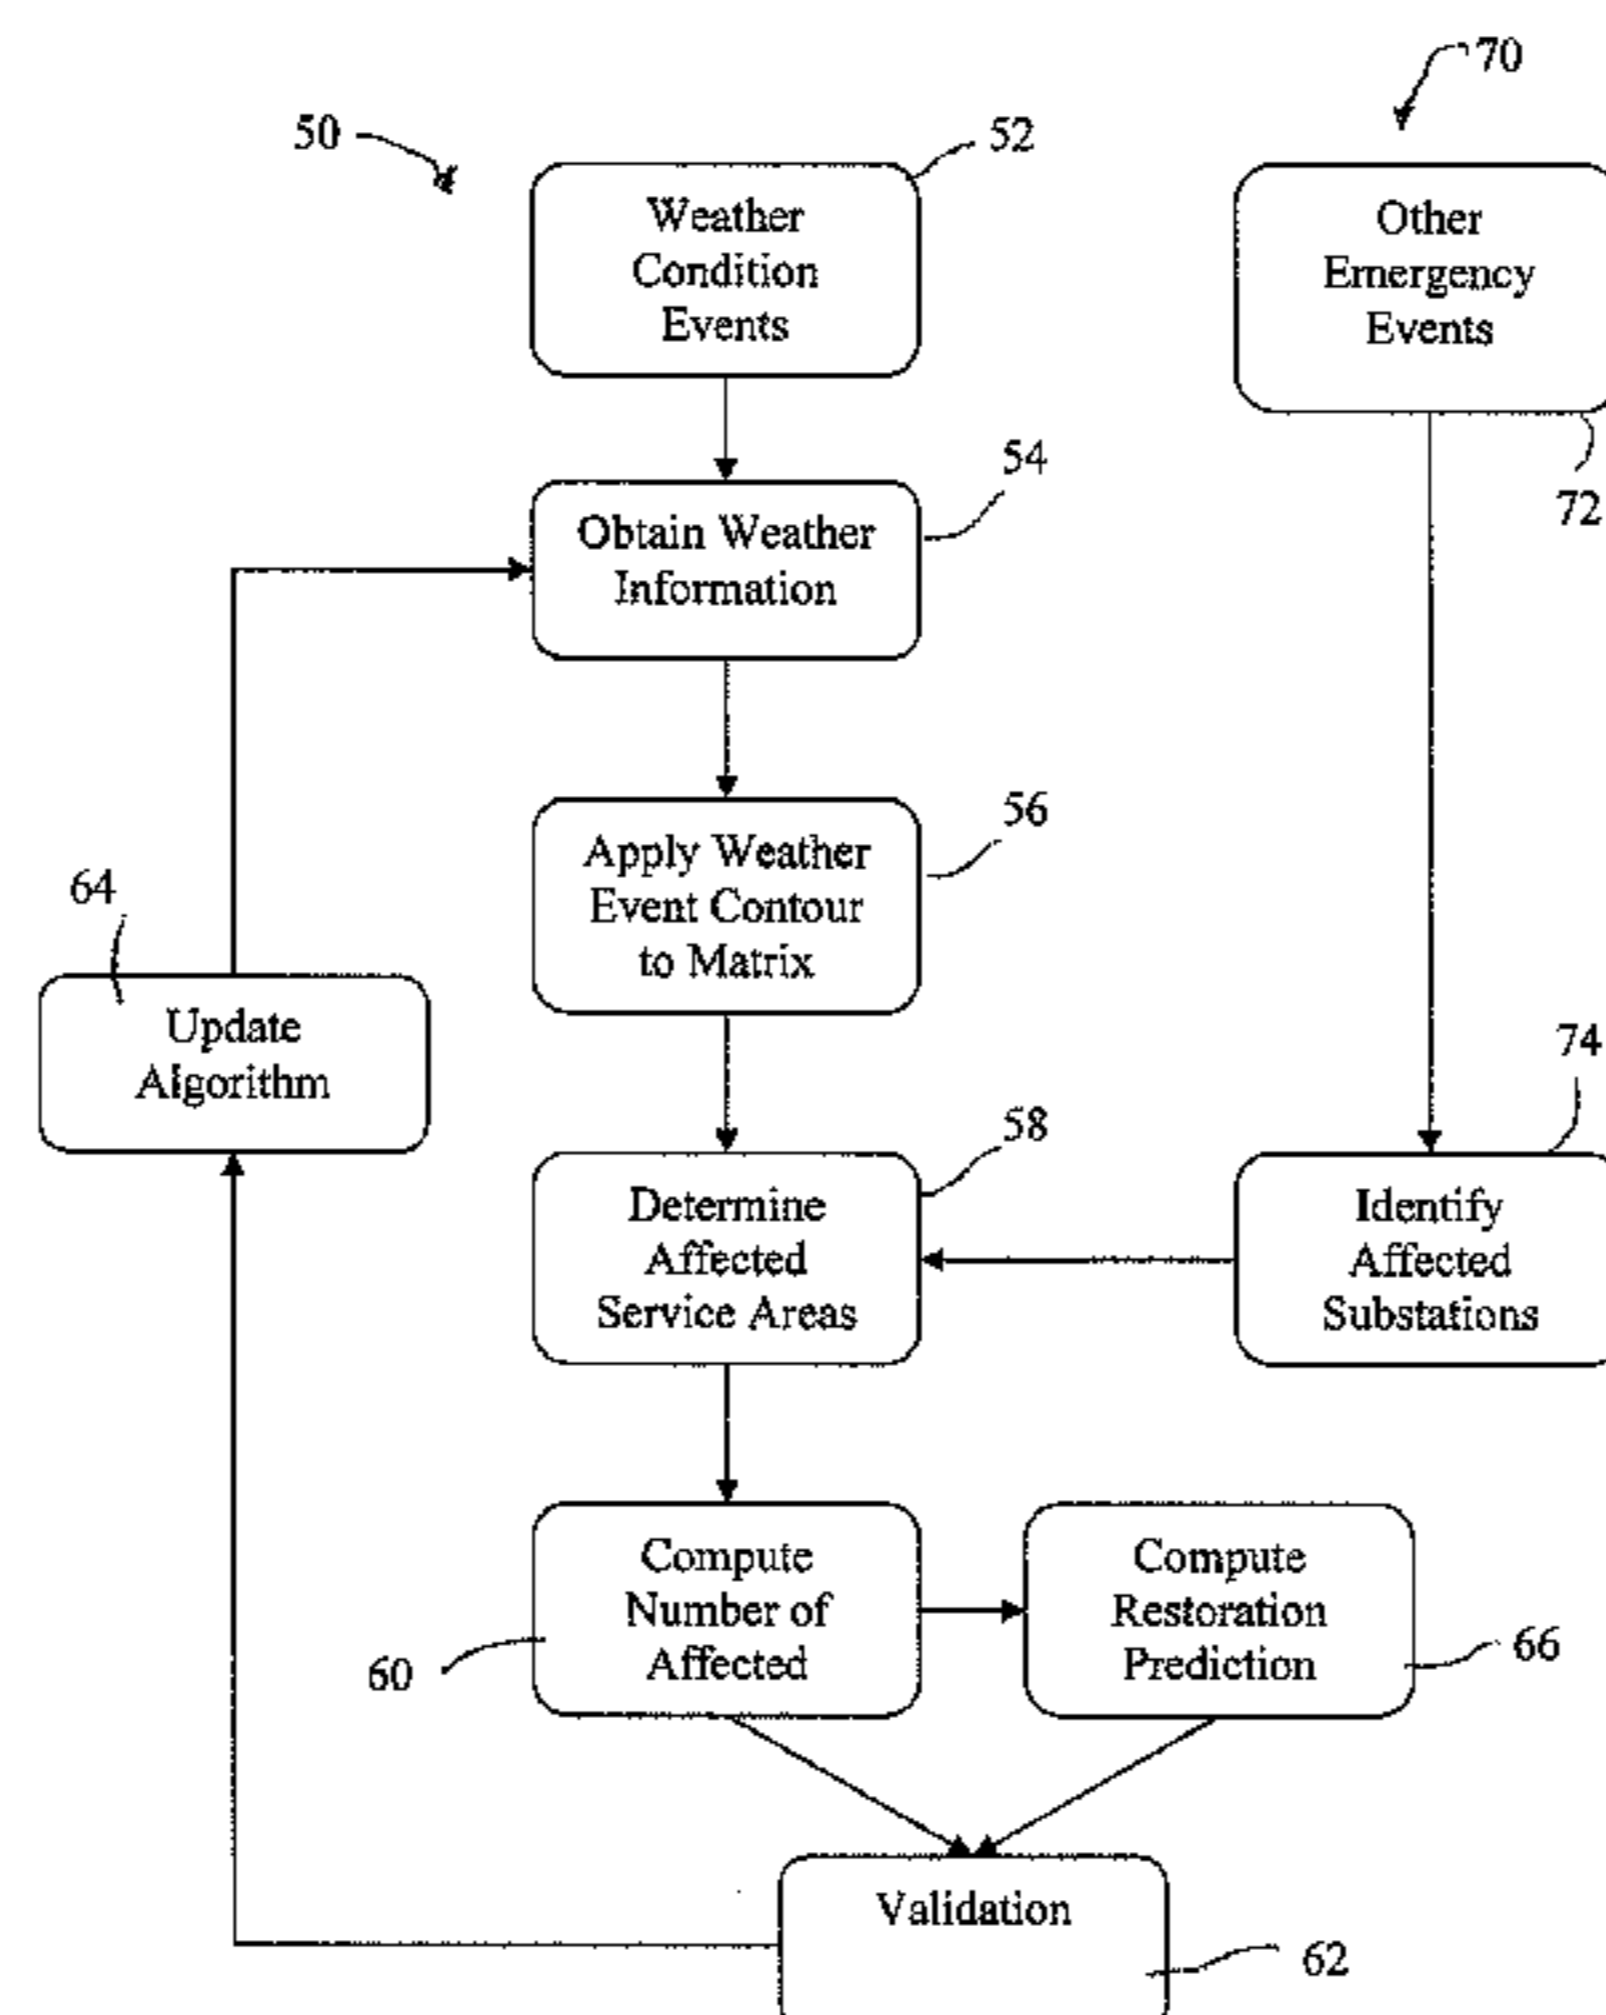 70
50
52
Weather
Condition
Events
Other
Emergency
Events
54
72
Obtain Weather
Information
56
Apply Weather
Event Contour
to Matrix
64
Update
Algorithm
74
58
Determine
Affected
Service Areas
Identify
Affected
Substations
Compute
Number of
Affected
60
Compute
Restoration
Prediction
66
Validation
62